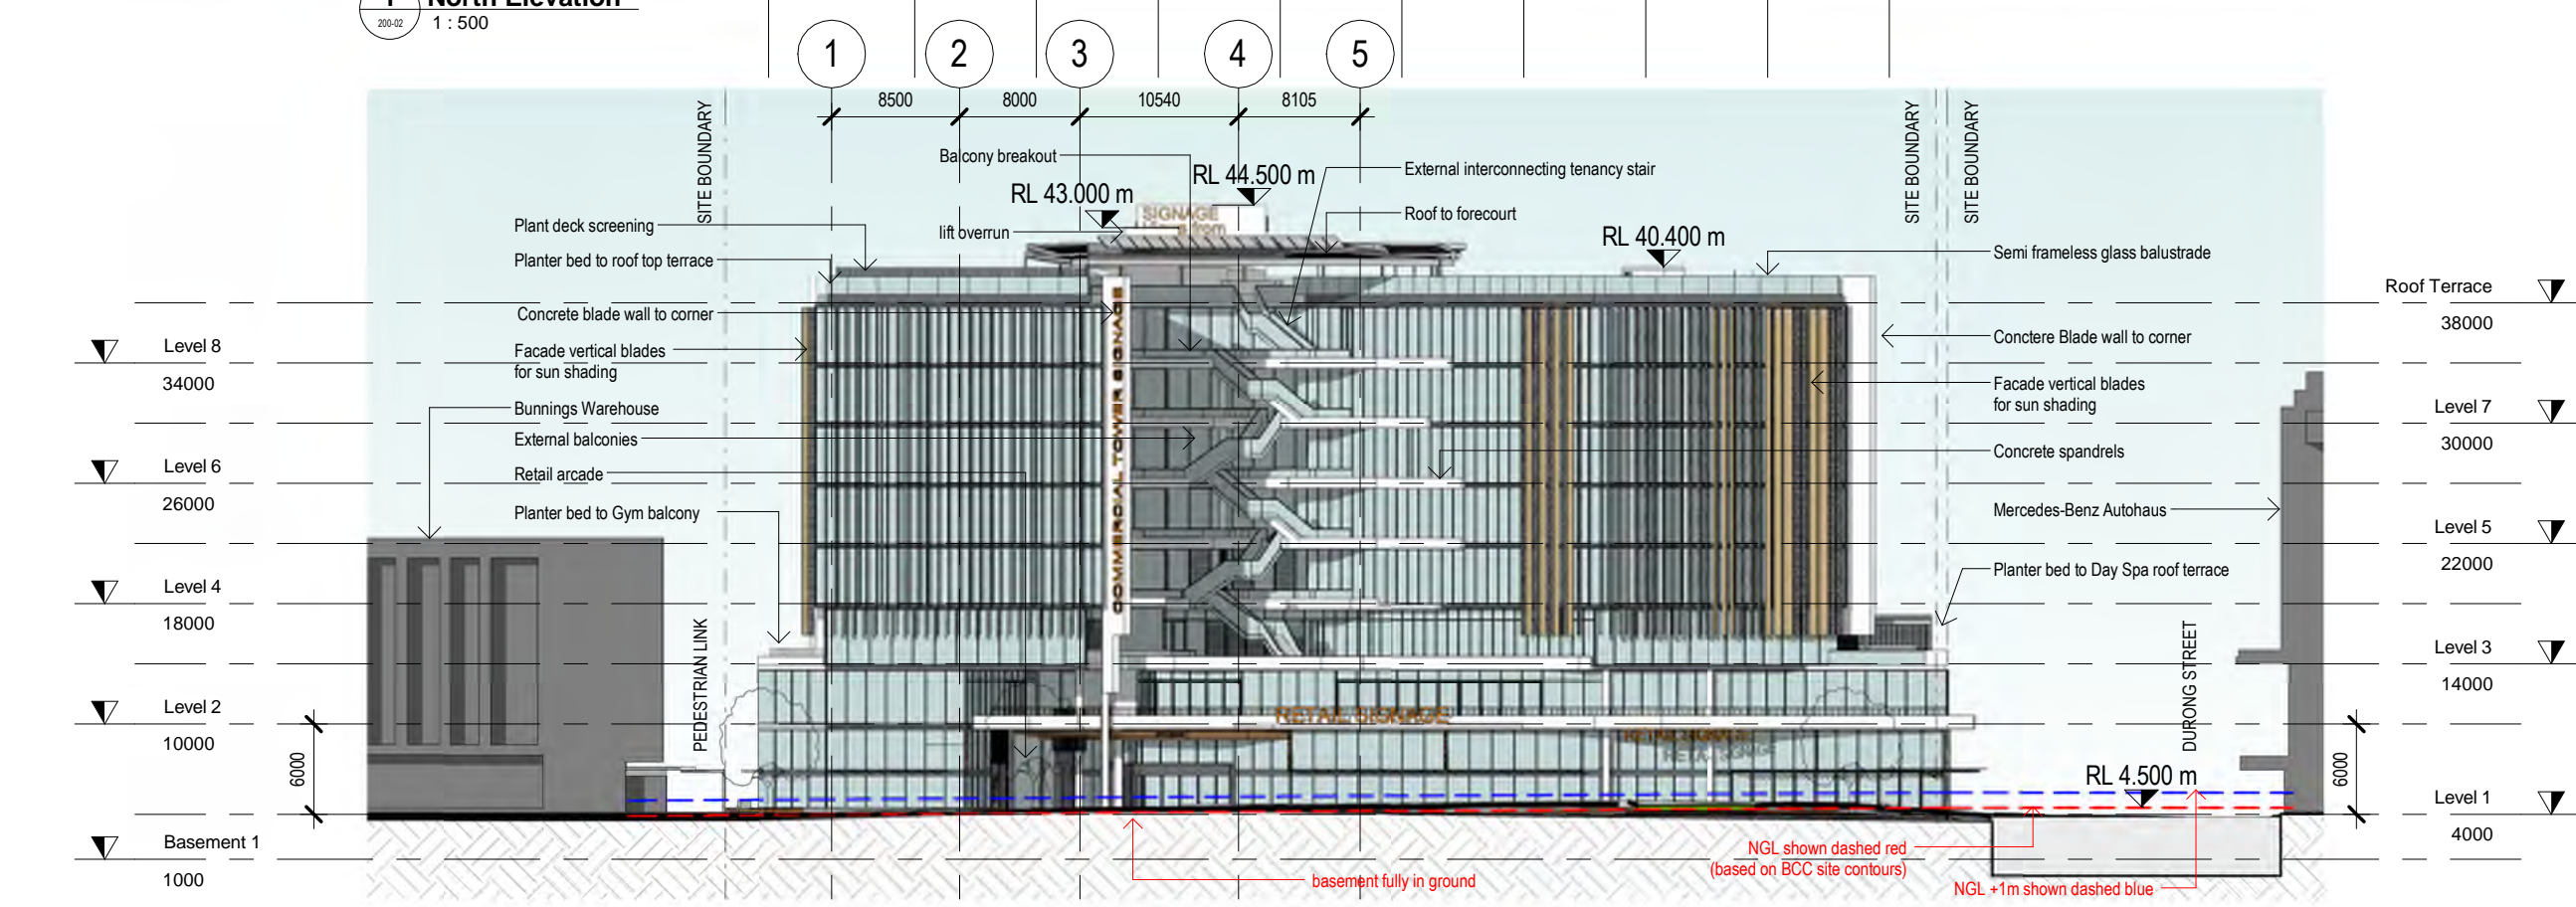 1 North Elevation
200-02 1 : 500
1 2 3 4 5
8500 8000 10540 8105
SITE BOUNDARY
SITE BOUNDARY
SITE BOUNDARY
Balcony breakout
External interconnecting tenancy stair
RL 44.500 m
RL 43.000 m
SIGNAGE
from
Roof to forecourt
Plant deck screening
lift overrun
RL 40.400 m
Semi frameless glass balustrade
Planter bed to roof top terrace
Roof Terrace
38000
Concrete blade wall to corner
Conctere Blade wall to corner
Level 8
34000
Facade vertical blades
for sun shading
Facade vertical blades
for sun shading
Bunnings Warehouse
Level 7
30000
External balconies
COMMERCIAL TOWER SIGNAGE
Concrete spandrels
Level 6
26000
Retail arcade
Planter bed to Gym balcony
Mercedes-Benz Autohaus
Level 5
22000
Level 4
18000
Planter bed to Day Spa roof terrace
PEDESTRIAN LINK
DURONG STREET
Level 3
14000
Level 2
10000
RETAIL SIGNAGE
RETAIL SIGNAGE
RETAIL SIGNAGE
6000
6000
RL 4.500 m
Level 1
4000
Basement 1
1000
NGL shown dashed red
(based on BCC site contours)
basement fully in ground
NGL +1m shown dashed blue